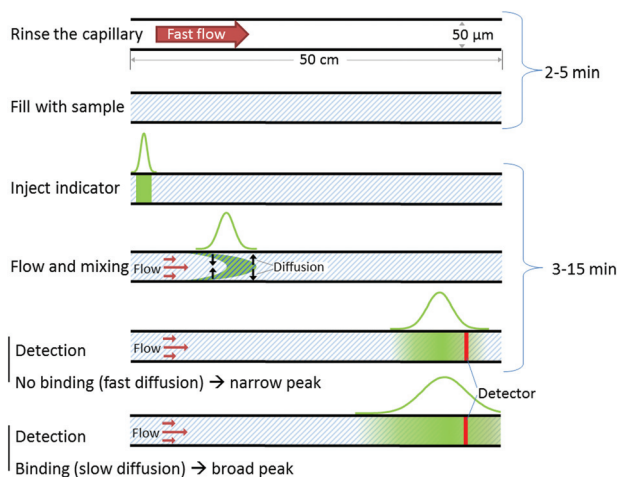 Rinse the capillary
Fast flow
50 µm
50 cm
2-5 min
Fill with sample
Inject indicator
Flow and mixing
Flow
Diffusion
3-15 min
Detection
Flow
No binding (fast diffusion) → narrow peak
Detector
Detection
Flow
Binding (slow diffusion) → broad peak